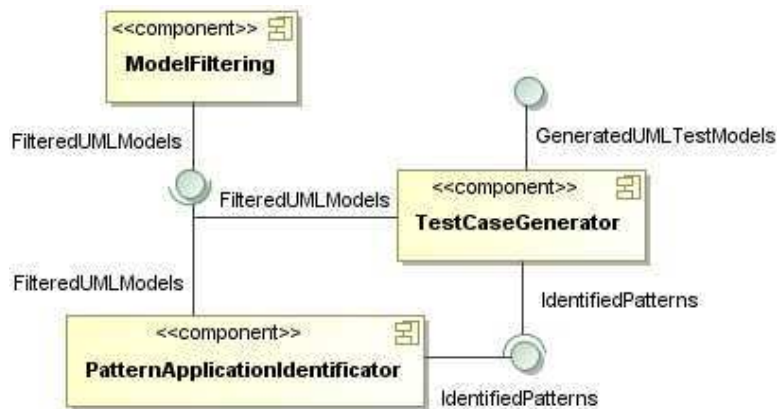 <<component>>
ModelFiltering
FilteredUMLModels
GeneratedUMLTestModels
<<component>>
FilteredUMLModels
TestCaseGenerator
FilteredUMLModels
IdentifiedPatterns
<<component>>
PatternApplicationIdentificator
IdentifiedPatterns